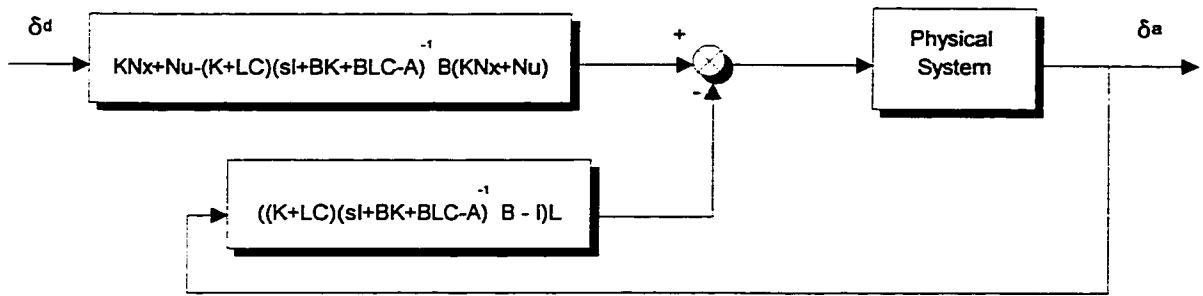 δᵈ
KNx+Nu-(K+LC)(sI+BK+BLC-A)⁻¹ B(KNx+Nu)
+
-
Physical
System
δᵃ
((K+LC)(sI+BK+BLC-A)⁻¹ B - I)L